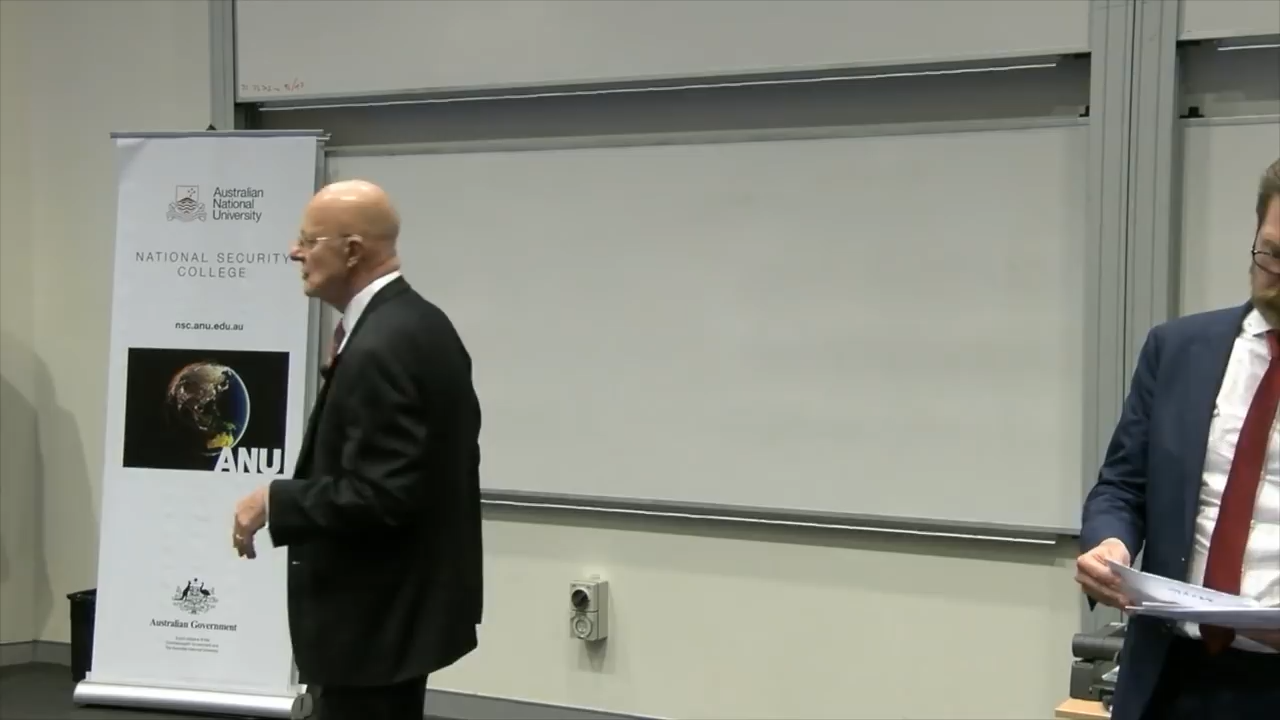 Australian
National
University
NATIONAL SECURITY
COLLEGE
nsc.anu.edu.au
ANU
Australian Government